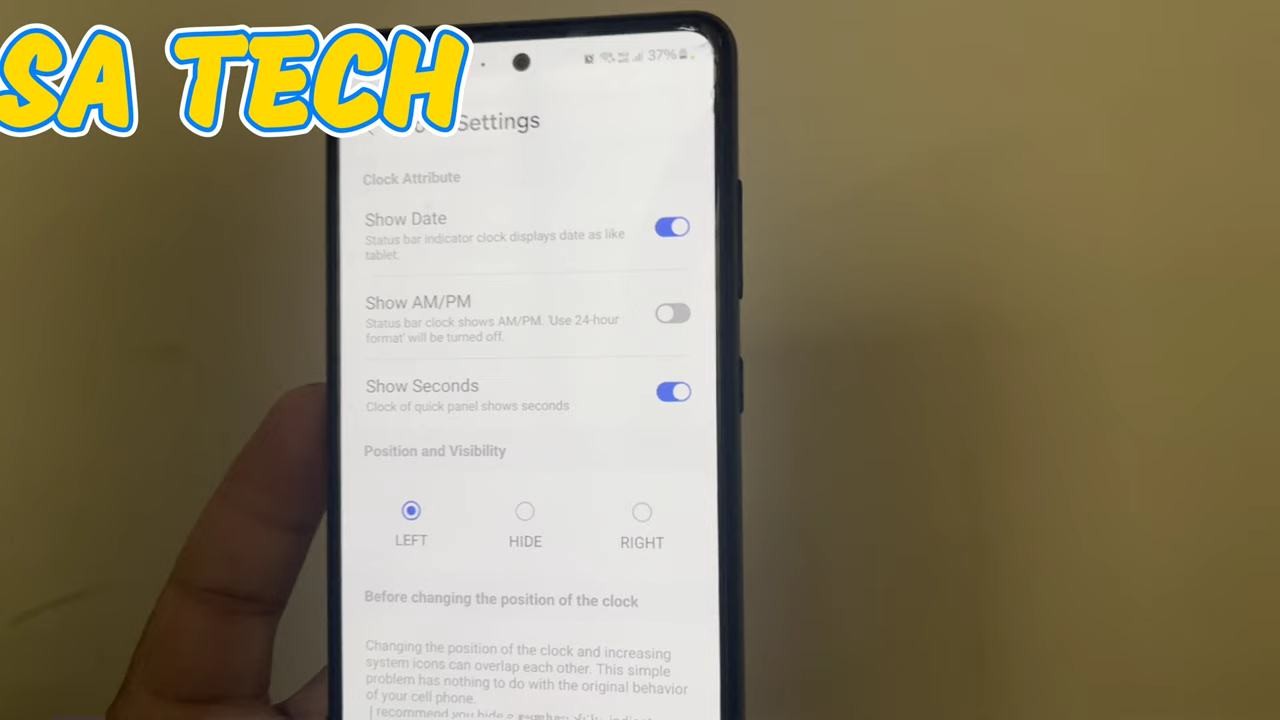 SA TECH
37%
Settings
Clock Attribute
Show Date
Status bar indicator clock displays date as like
tablet.
Show AM/PM
Status bar clock shows AM/PM. 'Use 24-hour
format' will be turned off.
Show Seconds
Clock of quick panel shows seconds
Position and Visibility
LEFT HIDE RIGHT
Before changing the position of the clock
Changing the position of the clock and increasing
system icons can overlap each other. This simple
problem has nothing to do with the original behavior
of your cell phone.
I recommend you hide a